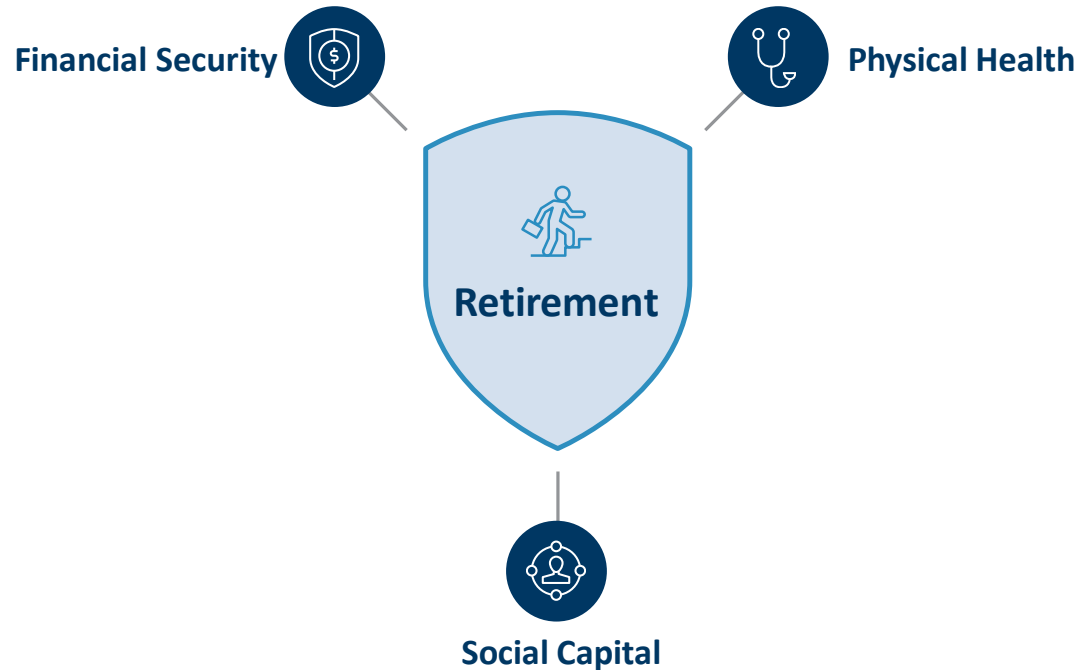 Financial Security
Physical Health
$
Retirement
Social Capital